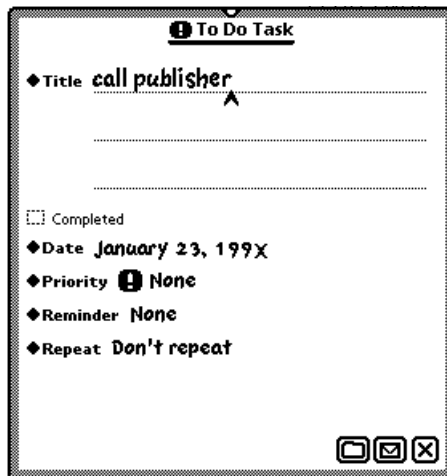 To Do Task
Title call publisher
Completed
Date January 23, 199x
Priority None
Reminder None
Repeat Don't repeat